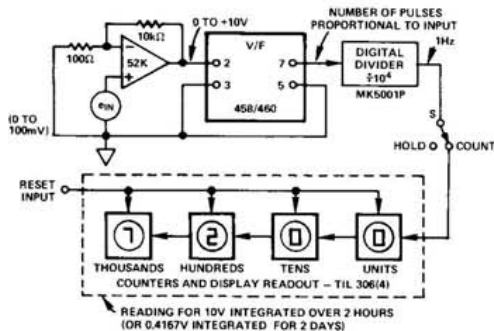 0 TO +10V
NUMBER OF PULSES
PROPORTIONAL TO INPUT
10kΩ
100Ω
52K
−
+
eIN
(0 TO
100mV)
V/F
2
3
7
5
458/460
DIGITAL
DIVIDER
÷10⁴
MK5001P
1Hz
S
HOLD
COUNT
RESET
INPUT
7
2
0
0
THOUSANDS
HUNDREDS
TENS
UNITS
COUNTERS AND DISPLAY READOUT – TIL 306(4)
READING FOR 10V INTEGRATED OVER 2 HOURS
(OR 0.4167V INTEGRATED FOR 2 DAYS)